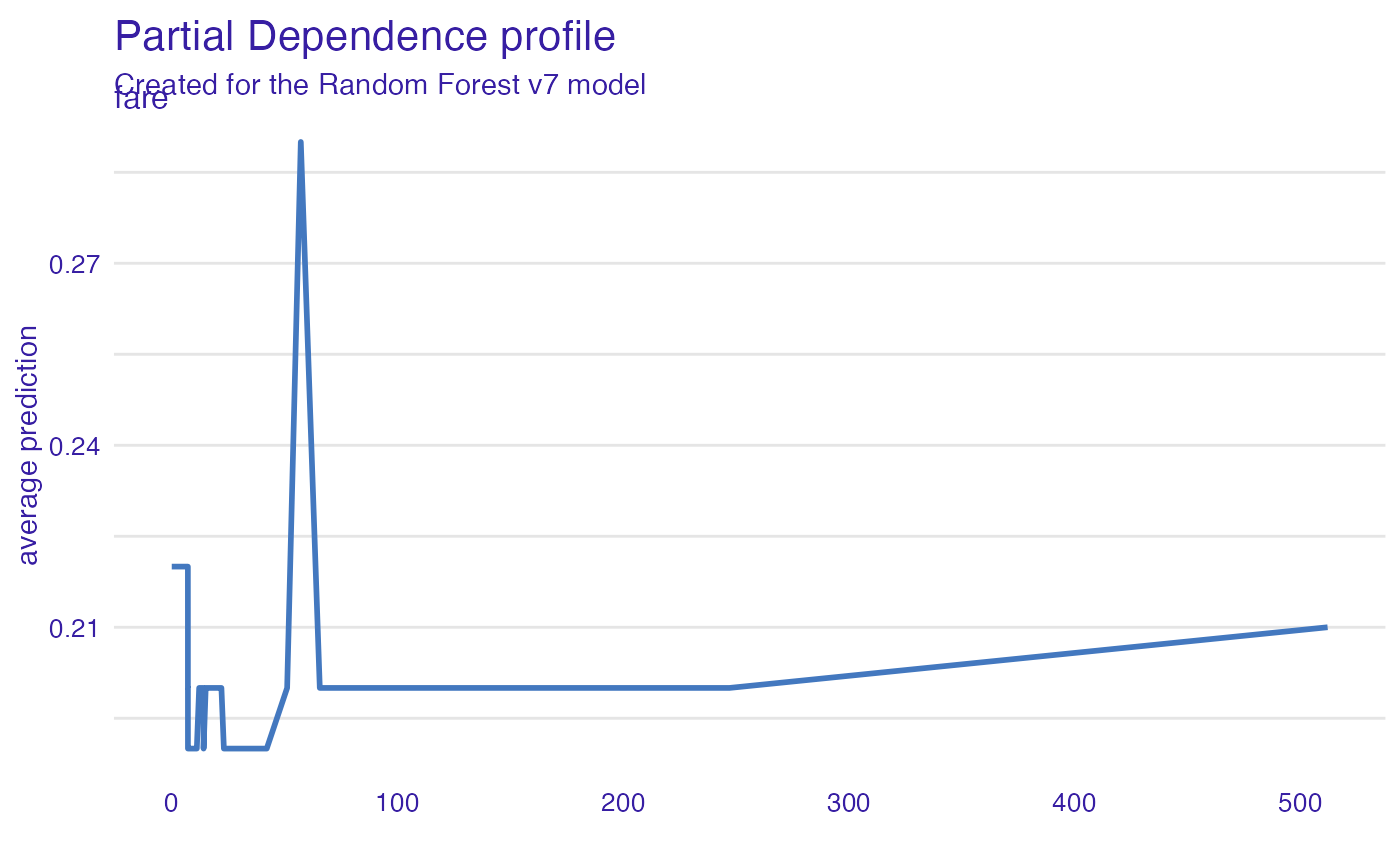 Partial Dependence profile
Created for the Random Forest v7 model
fare
average prediction
0.27
0.24
0.21
0 100 200 300 400 500